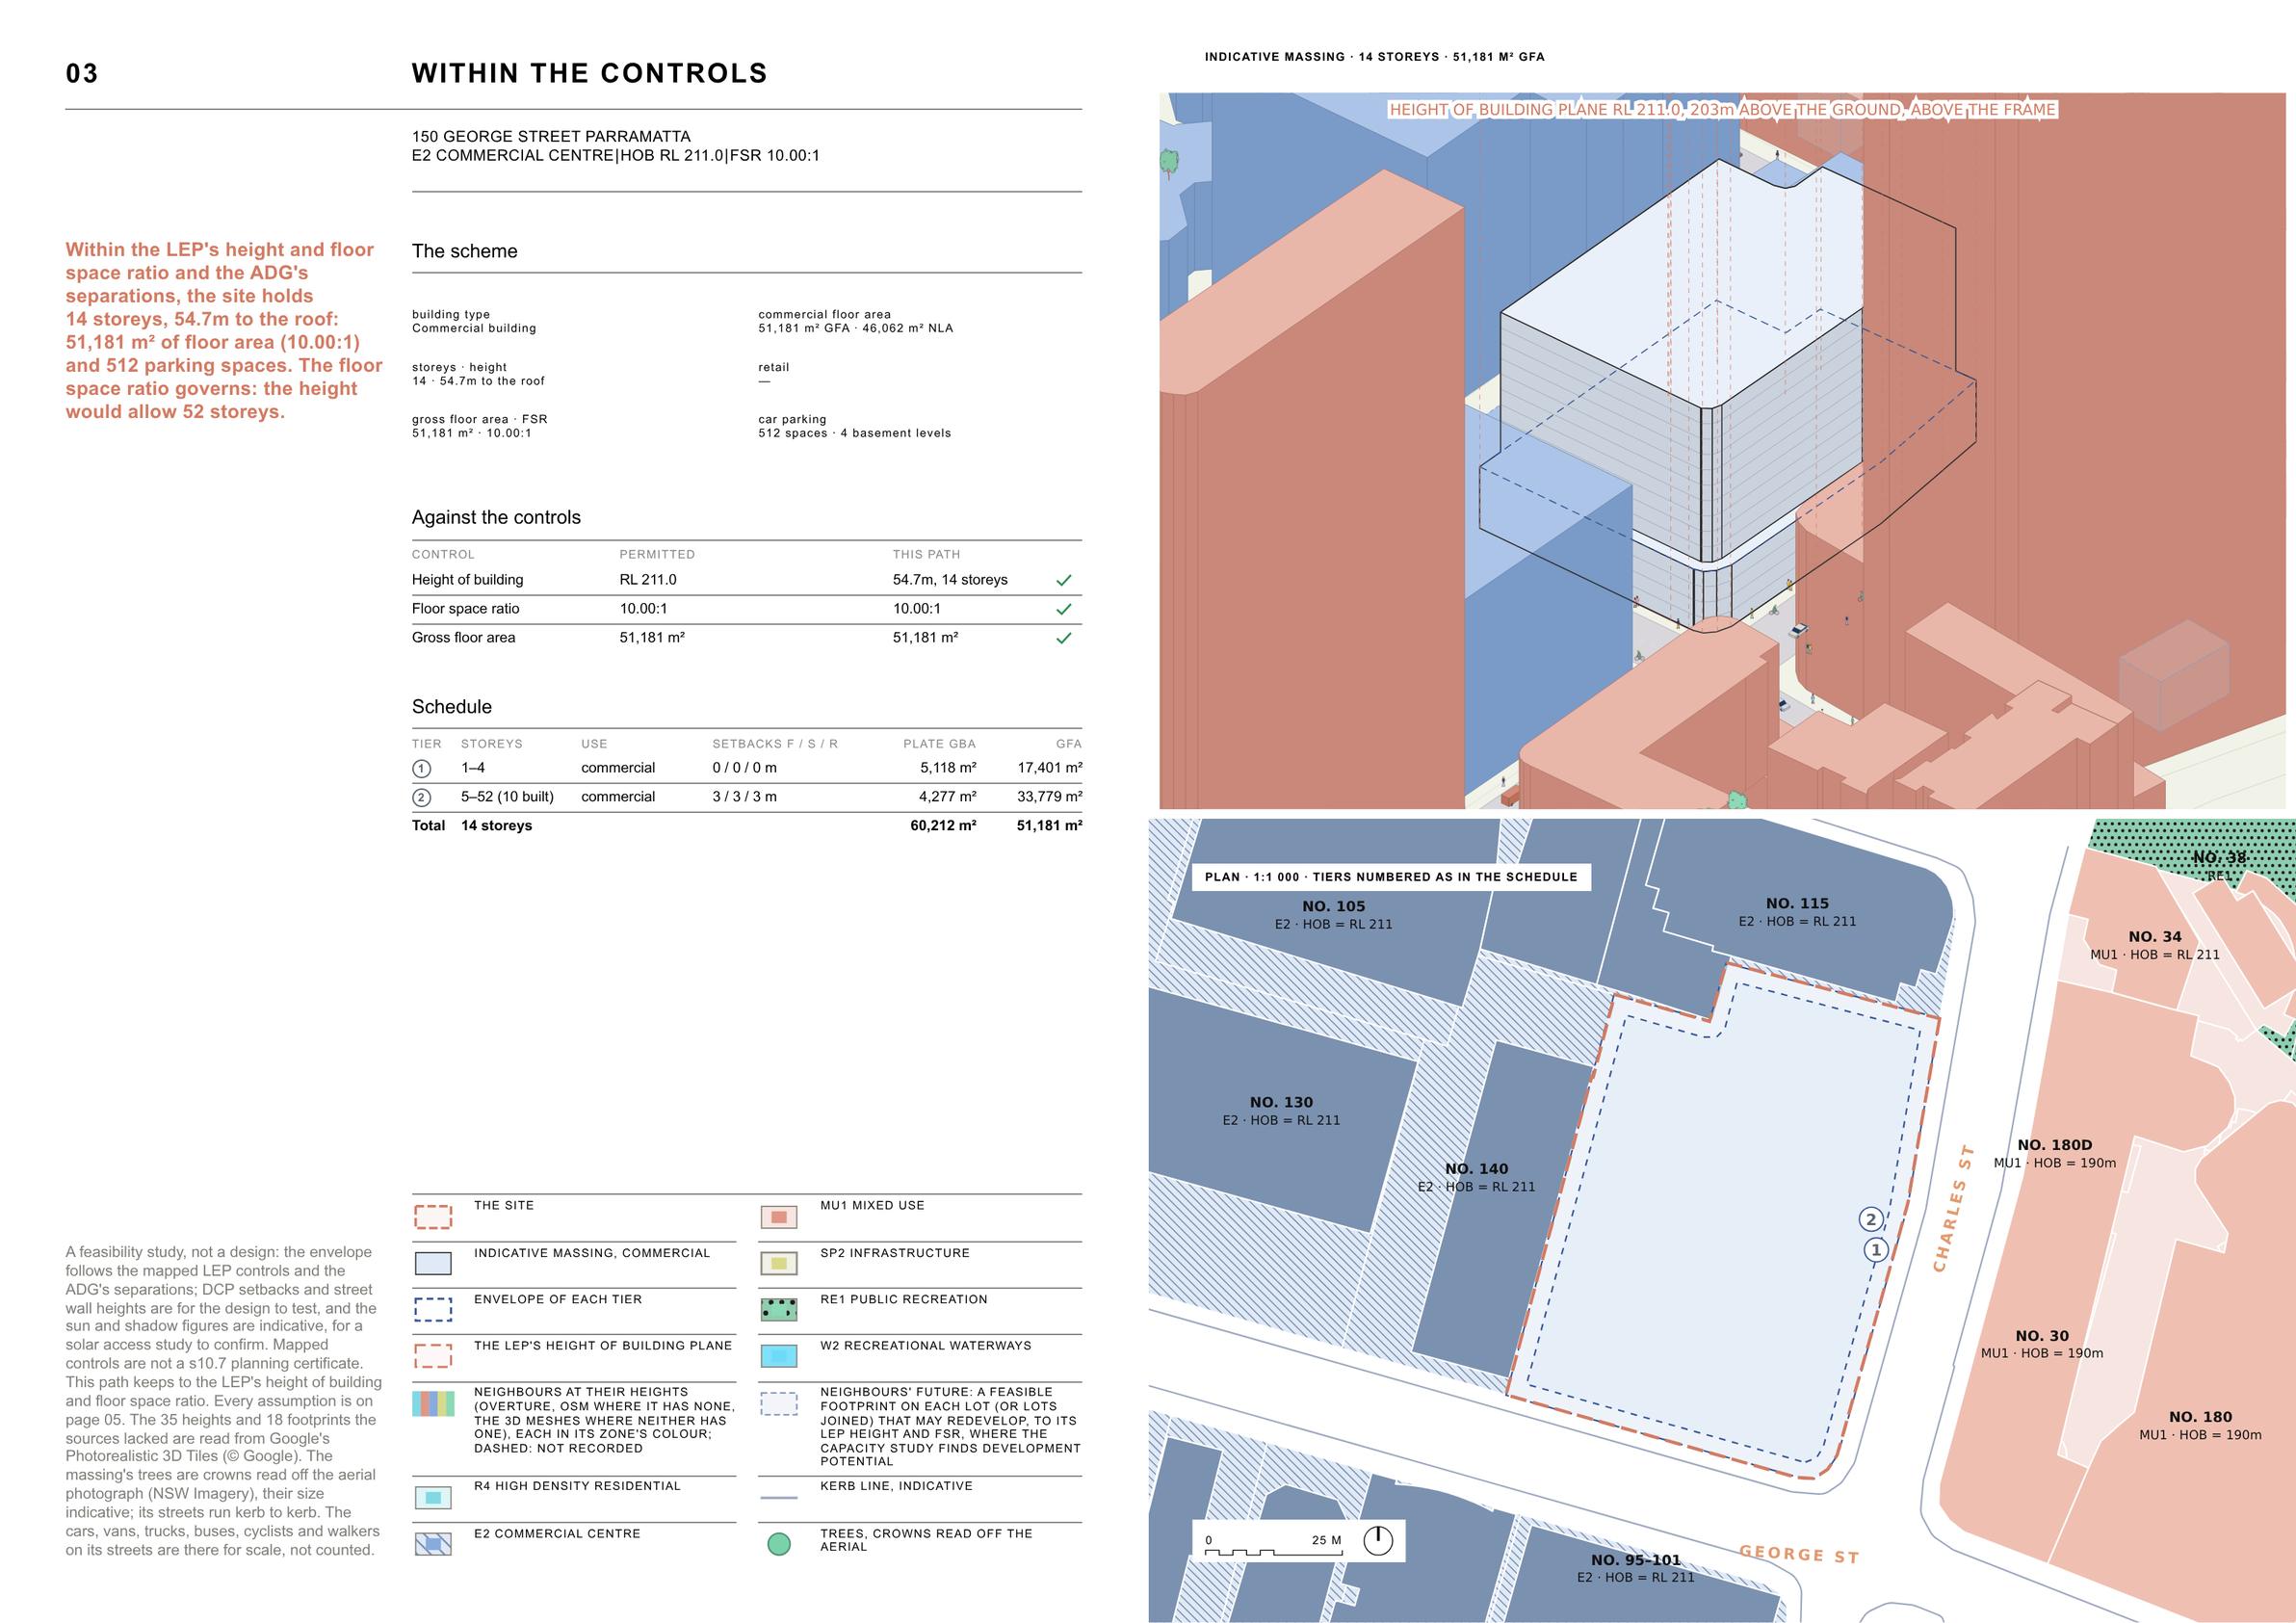 03
WITHIN THE CONTROLS
150 GEORGE STREET PARRAMATTA
E2 COMMERCIAL CENTRE|HOB RL 211.0|FSR 10.00:1
Within the LEP's height and floor
space ratio and the ADG's
separations, the site holds
14 storeys, 54.7m to the roof:
51,181 m² of floor area (10.00:1)
and 512 parking spaces. The floor
space ratio governs: the height
would allow 52 storeys.
The scheme
building type
Commercial building
commercial floor area
51,181 m² GFA · 46,062 m² NLA
storeys · height
14 · 54.7m to the roof
retail
—
gross floor area · FSR
51,181 m² · 10.00:1
car parking
512 spaces · 4 basement levels
Against the controls
CONTROL PERMITTED THIS PATH
Height of building RL 211.0 54.7m, 14 storeys ✓
Floor space ratio 10.00:1 10.00:1 ✓
Gross floor area 51,181 m² 51,181 m² ✓
Schedule
TIER STOREYS USE SETBACKS F / S / R PLATE GBA GFA
1 1–4 commercial 0 / 0 / 0 m 5,118 m² 17,401 m²
2 5–52 (10 built) commercial 3 / 3 / 3 m 4,277 m² 33,779 m²
Total 14 storeys 60,212 m² 51,181 m²
A feasibility study, not a design: the envelope
follows the mapped LEP controls and the
ADG's separations; DCP setbacks and street
wall heights are for the design to test, and the
sun and shadow figures are indicative, for a
solar access study to confirm. Mapped
controls are not a s10.7 planning certificate.
This path keeps to the LEP's height of building
and floor space ratio. Every assumption is on
page 05. The 35 heights and 18 footprints the
sources lacked are read from Google's
Photorealistic 3D Tiles (© Google). The
massing's trees are crowns read off the aerial
photograph (NSW Imagery), their size
indicative; its streets run kerb to kerb. The
cars, vans, trucks, buses, cyclists and walkers
on its streets are there for scale, not counted.
THE SITE
INDICATIVE MASSING, COMMERCIAL
ENVELOPE OF EACH TIER
THE LEP'S HEIGHT OF BUILDING PLANE
NEIGHBOURS AT THEIR HEIGHTS
(OVERTURE, OSM WHERE IT HAS NONE,
THE 3D MESHES WHERE NEITHER HAS
ONE), EACH IN ITS ZONE'S COLOUR;
DASHED: NOT RECORDED
R4 HIGH DENSITY RESIDENTIAL
E2 COMMERCIAL CENTRE
MU1 MIXED USE
SP2 INFRASTRUCTURE
RE1 PUBLIC RECREATION
W2 RECREATIONAL WATERWAYS
NEIGHBOURS' FUTURE: A FEASIBLE
FOOTPRINT ON EACH LOT (OR LOTS
JOINED) THAT MAY REDEVELOP, TO ITS
LEP HEIGHT AND FSR, WHERE THE
CAPACITY STUDY FINDS DEVELOPMENT
POTENTIAL
KERB LINE, INDICATIVE
TREES, CROWNS READ OFF THE
AERIAL
INDICATIVE MASSING · 14 STOREYS · 51,181 M² GFA
HEIGHT OF BUILDING PLANE RL 211.0, 203m ABOVE THE GROUND, ABOVE THE FRAME
PLAN · 1:1 000 · TIERS NUMBERED AS IN THE SCHEDULE
NO. 105
E2 · HOB = RL 211
NO. 115
E2 · HOB = RL 211
NO. 38
RE1
NO. 34
MU1 · HOB = RL 211
NO. 130
E2 · HOB = RL 211
NO. 140
E2 · HOB = RL 211
NO. 180D
MU1 · HOB = 190m
2
1
CHARLES ST
NO. 30
MU1 · HOB = 190m
NO. 180
MU1 · HOB = 190m
0 25 M
GEORGE ST
NO. 95–101
E2 · HOB = RL 211